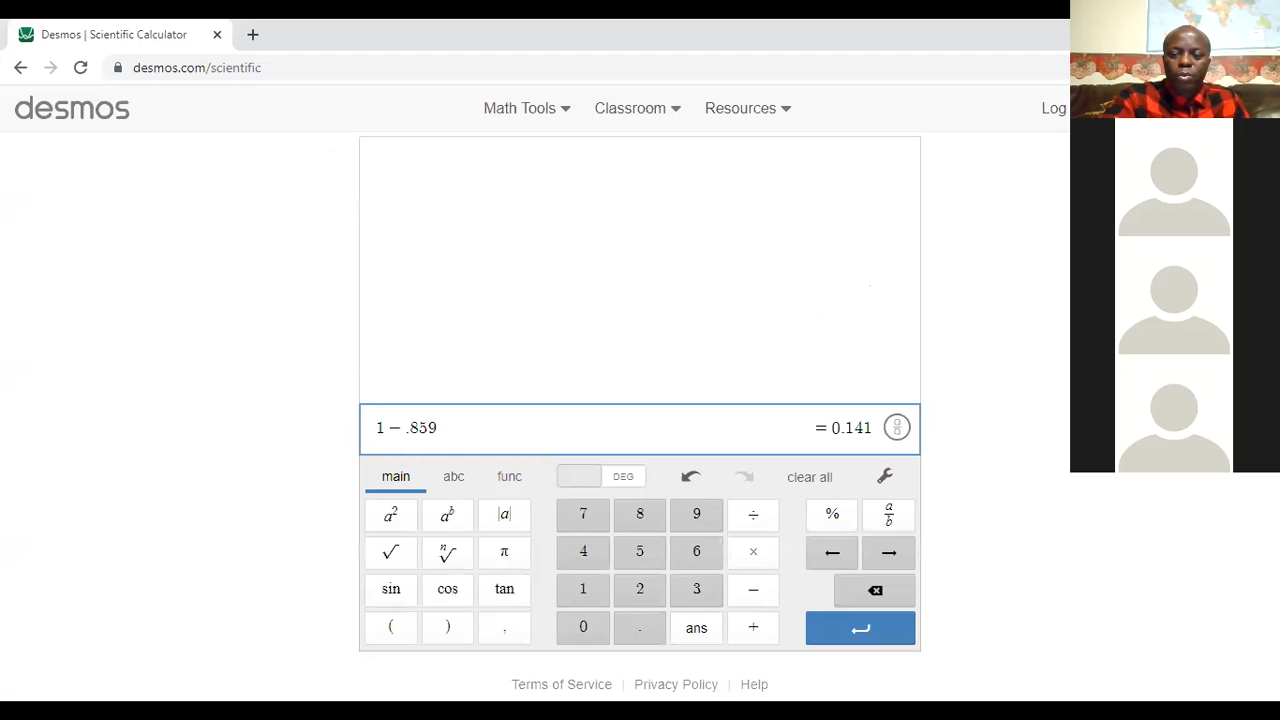 Desmos | Scientific Calculator
desmos.com/scientific
desmos
Math Tools Classroom Resources Log
1 − .859 = 0.141
main abc func DEG clear all
a² aᵇ |a| 7 8 9 ÷ % a/b
√ ⁿ√ π 4 5 6 × ← →
sin cos tan 1 2 3 −
( ) , 0 . ans +
Terms of Service | Privacy Policy | Help